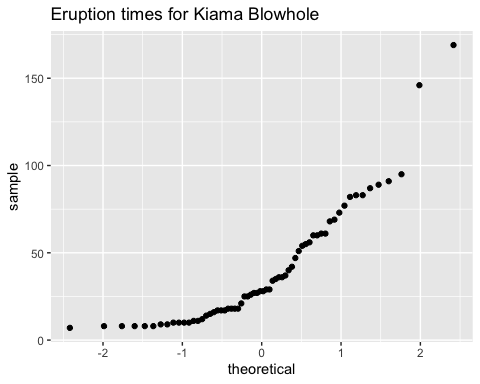 Eruption times for Kiama Blowhole
150
100
50
0
sample
-2 -1 0 1 2
theoretical